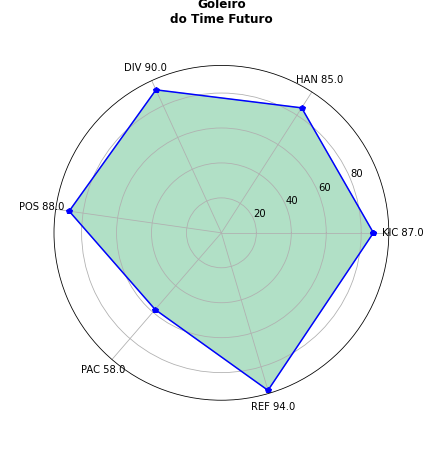 Goleiro
do Time Futuro
DIV 90.0
HAN 85.0
80
60
40
20
POS 88.0
KIC 87.0
PAC 58.0
REF 94.0